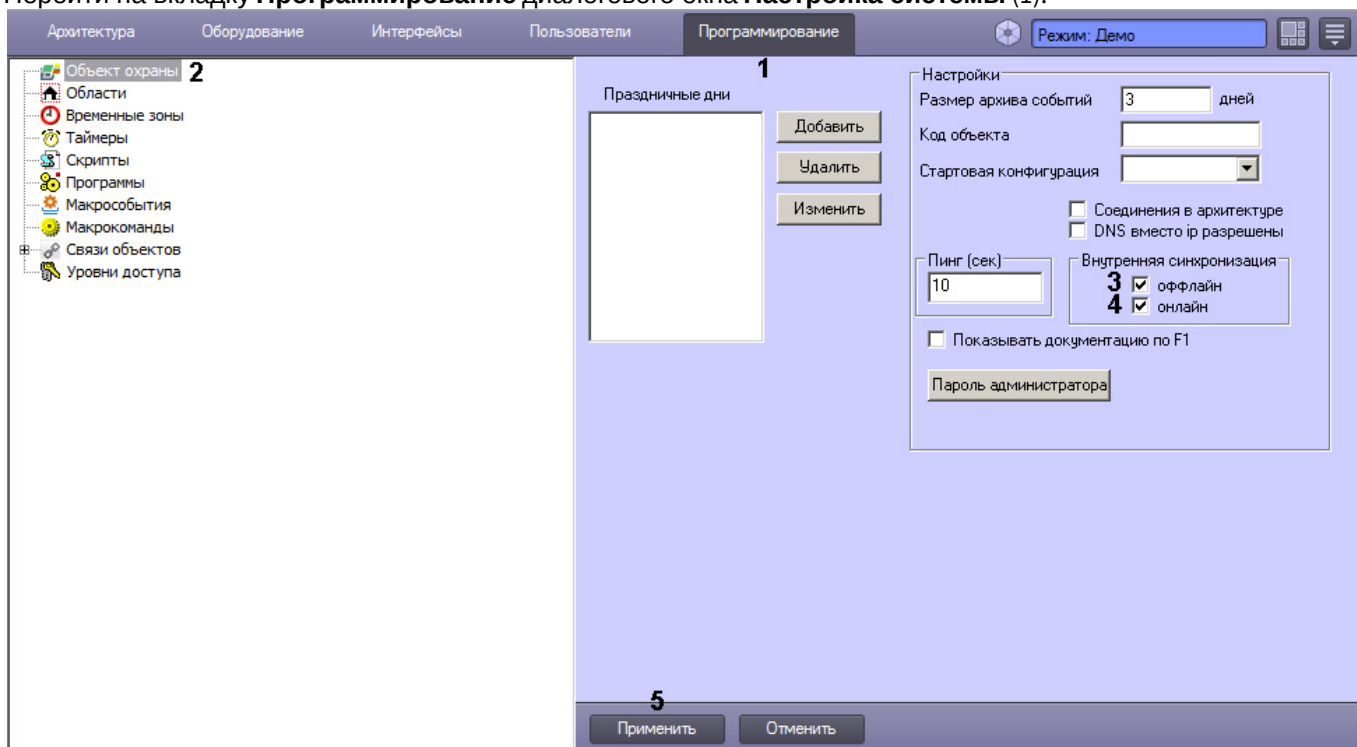 Перейти на вкладку Программирование диалогового окна Настройка системы (1).
Архитектура Оборудование Интерфейсы Пользователи Программирование Режим: Демо
Объект охраны 2
Области
Временные зоны
Таймеры
Скрипты
Программы
Макрособытия
Макрокоманды
Связи объектов
Уровни доступа
1
Праздничные дни
Добавить
Удалить
Изменить
Настройки
Размер архива событий 3 дней
Код объекта
Стартовая конфигурация
Соединения в архитектуре
DNS вместо ip разрешены
Пинг (сек)
10
Внутренняя синхронизация
3 оффлайн
4 онлайн
Показывать документацию по F1
Пароль администратора
5
Применить Отменить